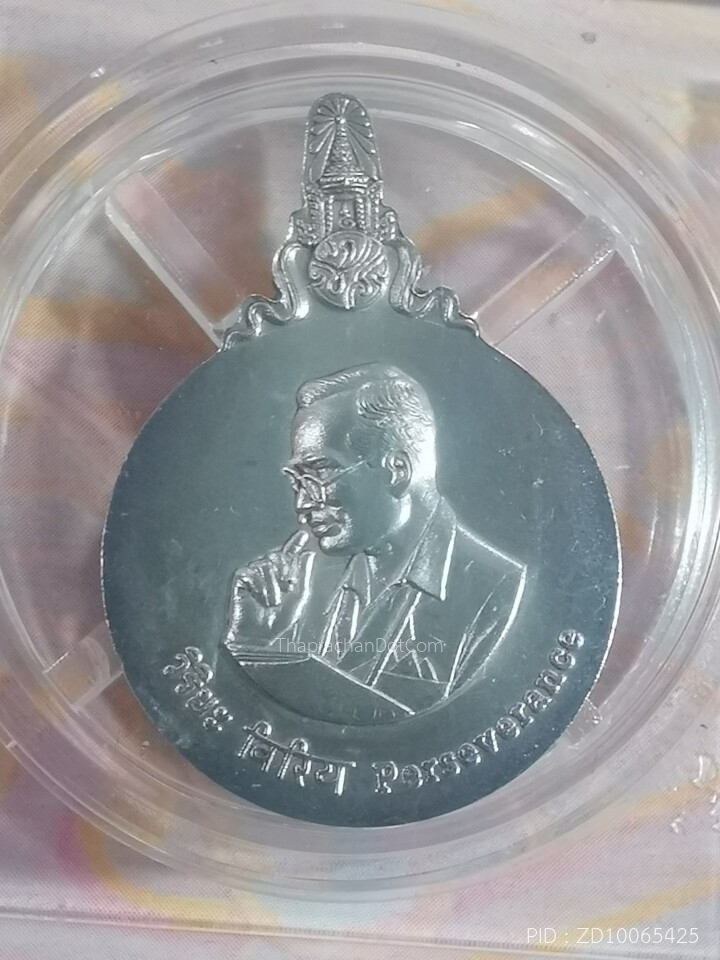 ThaprachanDotCom
วิริยะ विरिय Perseverance
PID : ZD10065425